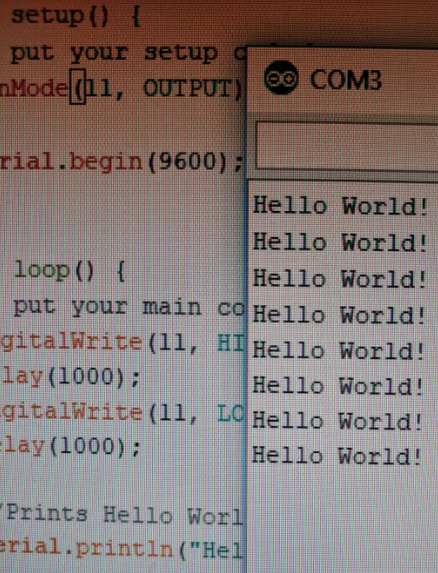 setup() {
put your setup
nMode(11, OUTPUT)
rial.begin(9600);
loop() {
put your main co
gitalWrite(11, HI
lay(1000);
gitalWrite(11, LO
elay(1000);
/Prints Hello Worl
erial.println("Hel
COM3
Hello World!
Hello World!
Hello World!
Hello World!
Hello World!
Hello World!
Hello World!
Hello World!